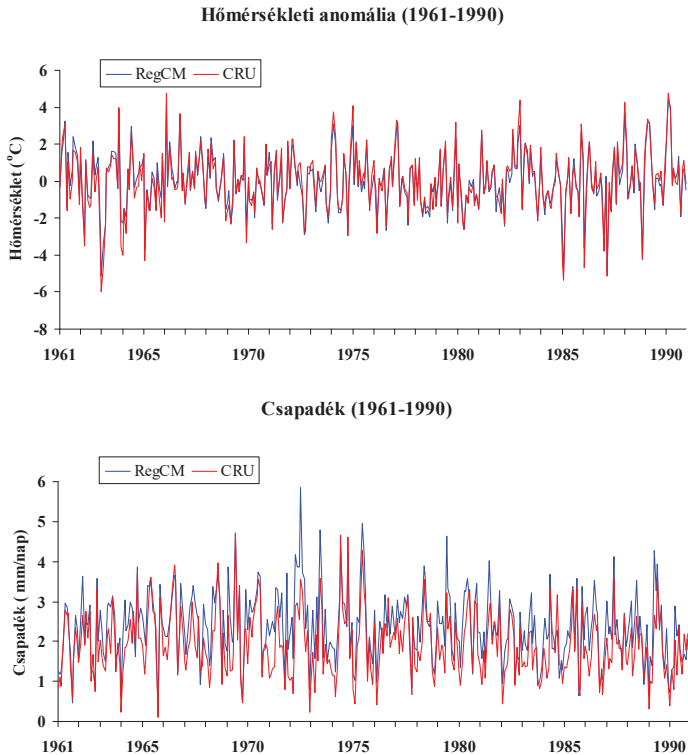 Hőmérsékleti anomália (1961-1990)
RegCM CRU
Hőmérséklet (°C)
6
4
2
0
-2
-4
-6
-8
1961 1965 1970 1975 1980 1985 1990
Csapadék (1961-1990)
RegCM CRU
Csapadék ( mm/nap)
6
5
4
3
2
1
0
1961 1965 1970 1975 1980 1985 1990